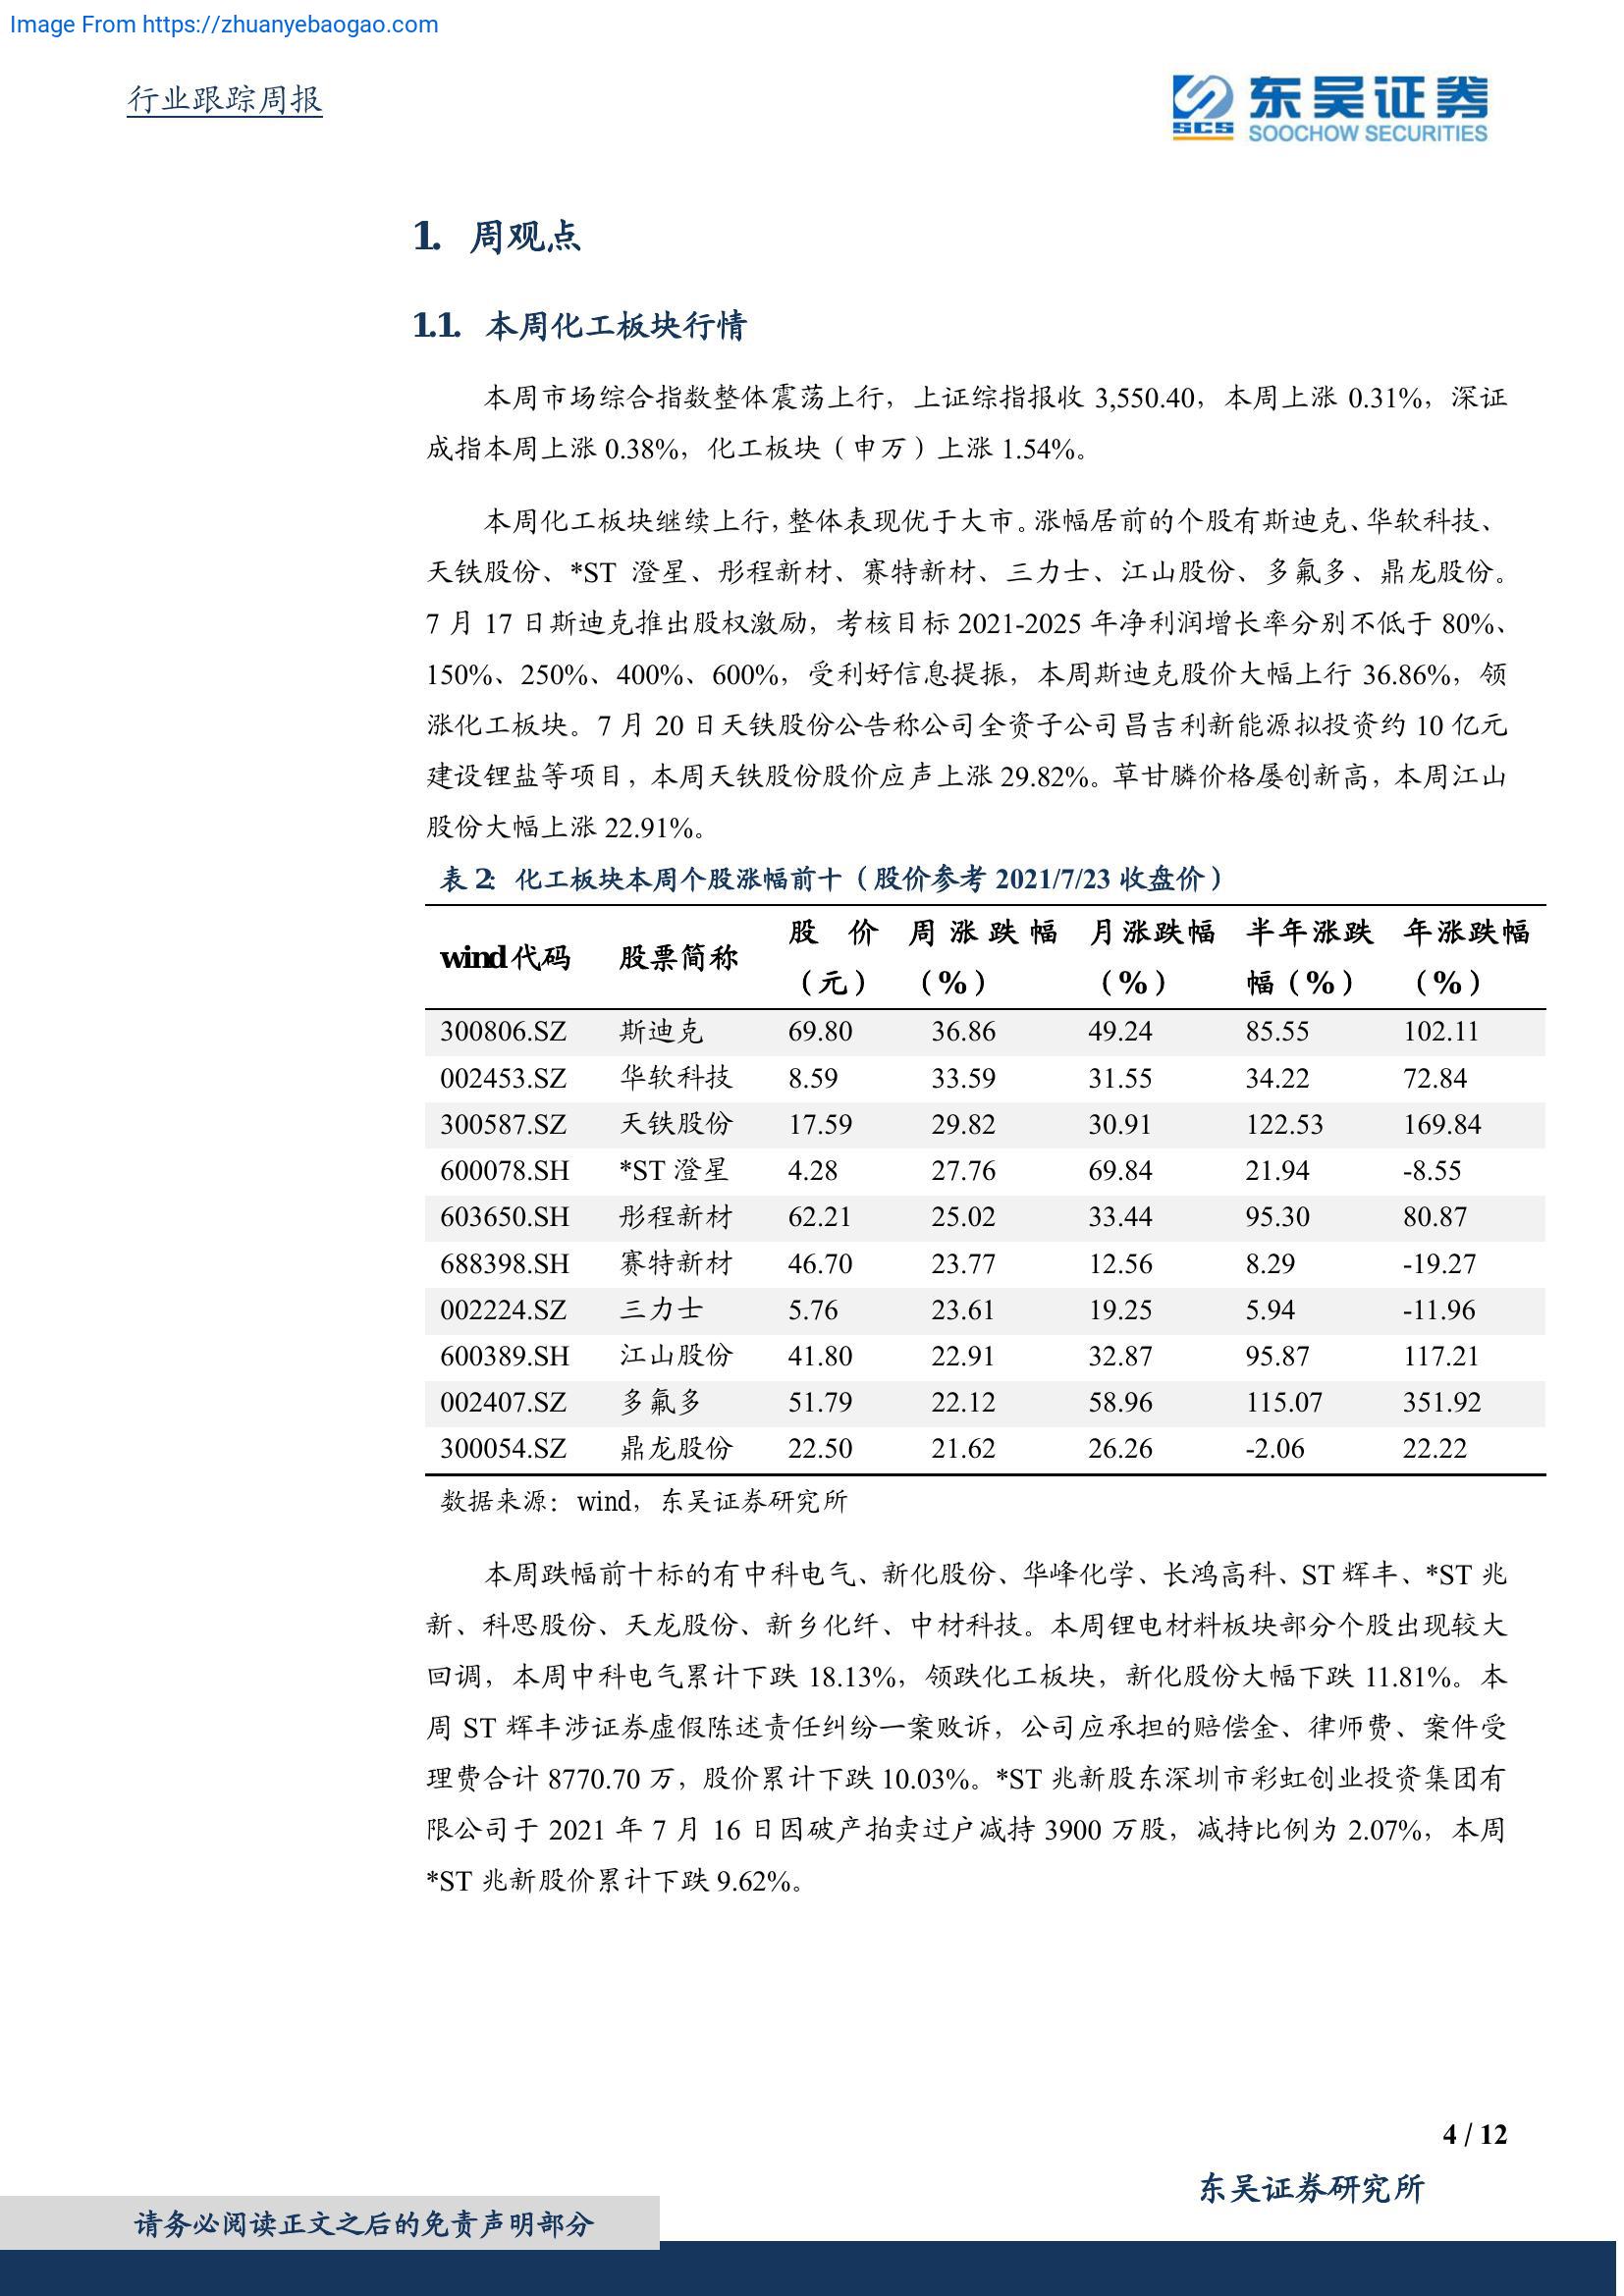 Image From https://zhuanyebaogao.com
行业跟踪周报
SCS 东吴证券
SOOCHOW SECURITIES
1. 周观点
1.1. 本周化工板块行情
本周市场综合指数整体震荡上行，上证综指报收 3,550.40，本周上涨 0.31%，深证
成指本周上涨 0.38%，化工板块（申万）上涨 1.54%。
本周化工板块继续上行，整体表现优于大市。涨幅居前的个股有斯迪克、华软科技、
天铁股份、*ST 澄星、彤程新材、赛特新材、三力士、江山股份、多氟多、鼎龙股份。
7 月 17 日斯迪克推出股权激励，考核目标 2021-2025 年净利润增长率分别不低于 80%、
150%、250%、400%、600%，受利好信息提振，本周斯迪克股价大幅上行 36.86%，领
涨化工板块。7 月 20 日天铁股份公告称公司全资子公司昌吉利新能源拟投资约 10 亿元
建设锂盐等项目，本周天铁股份股价应声上涨 29.82%。草甘膦价格屡创新高，本周江山
股份大幅上涨 22.91%。
表 2： 化工板块本周个股涨幅前十（股价参考 2021/7/23 收盘价）
wind 代码 股票简称 股价（元） 周涨跌幅（%） 月涨跌幅（%） 半年涨跌幅（%） 年涨跌幅（%）
300806.SZ 斯迪克 69.80 36.86 49.24 85.55 102.11
002453.SZ 华软科技 8.59 33.59 31.55 34.22 72.84
300587.SZ 天铁股份 17.59 29.82 30.91 122.53 169.84
600078.SH *ST 澄星 4.28 27.76 69.84 21.94 -8.55
603650.SH 彤程新材 62.21 25.02 33.44 95.30 80.87
688398.SH 赛特新材 46.70 23.77 12.56 8.29 -19.27
002224.SZ 三力士 5.76 23.61 19.25 5.94 -11.96
600389.SH 江山股份 41.80 22.91 32.87 95.87 117.21
002407.SZ 多氟多 51.79 22.12 58.96 115.07 351.92
300054.SZ 鼎龙股份 22.50 21.62 26.26 -2.06 22.22
数据来源：wind，东吴证券研究所
本周跌幅前十标的有中科电气、新化股份、华峰化学、长鸿高科、ST 辉丰、*ST 兆
新、科思股份、天龙股份、新乡化纤、中材科技。本周锂电材料板块部分个股出现较大
回调，本周中科电气累计下跌 18.13%，领跌化工板块，新化股份大幅下跌 11.81%。本
周 ST 辉丰涉证券虚假陈述责任纠纷一案败诉，公司应承担的赔偿金、律师费、案件受
理费合计 8770.70 万，股价累计下跌 10.03%。*ST 兆新股东深圳市彩虹创业投资集团有
限公司于 2021 年 7 月 16 日因破产拍卖过户减持 3900 万股，减持比例为 2.07%，本周
*ST 兆新股价累计下跌 9.62%。
4 / 12
东吴证券研究所
请务必阅读正文之后的免责声明部分